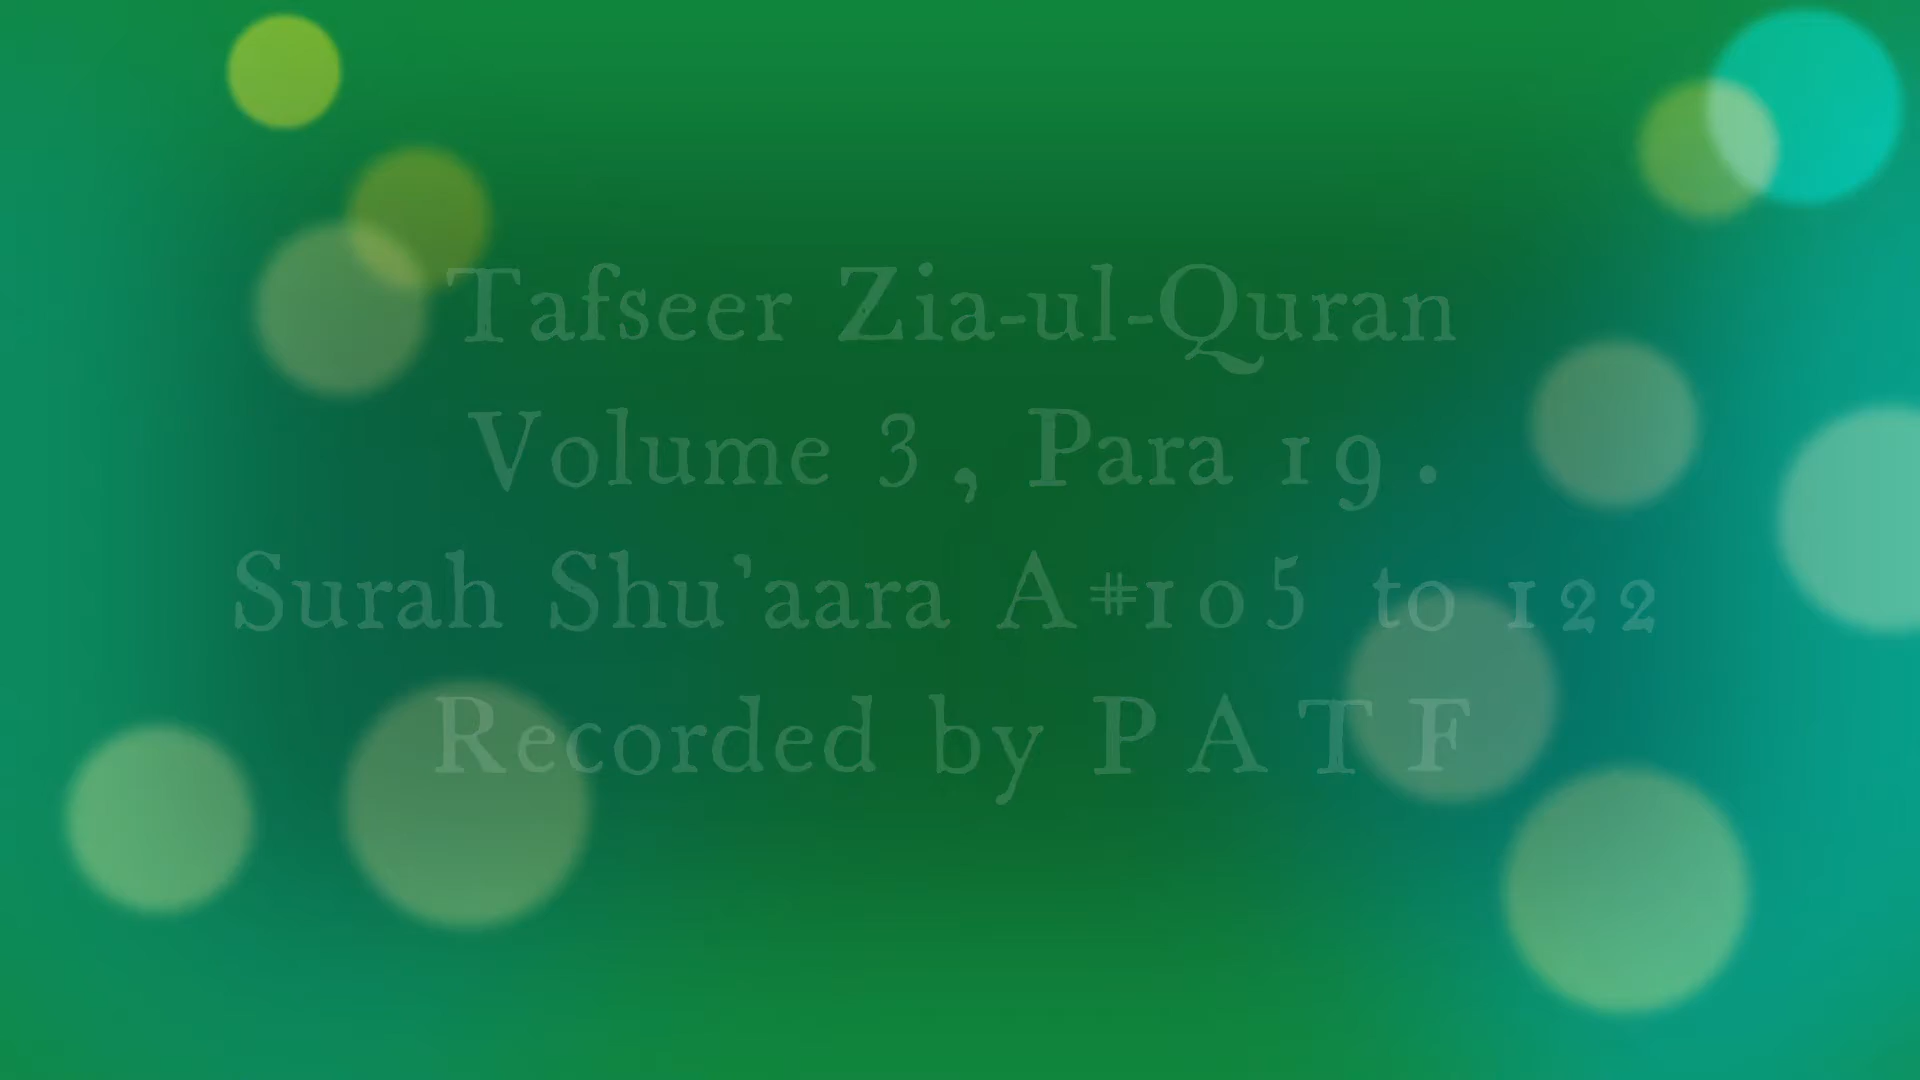 Tafseer Zia-ul-Quran
Volume 3 , Para 19 .
Surah Shu'aara A#105 to 122
Recorded by P A T F